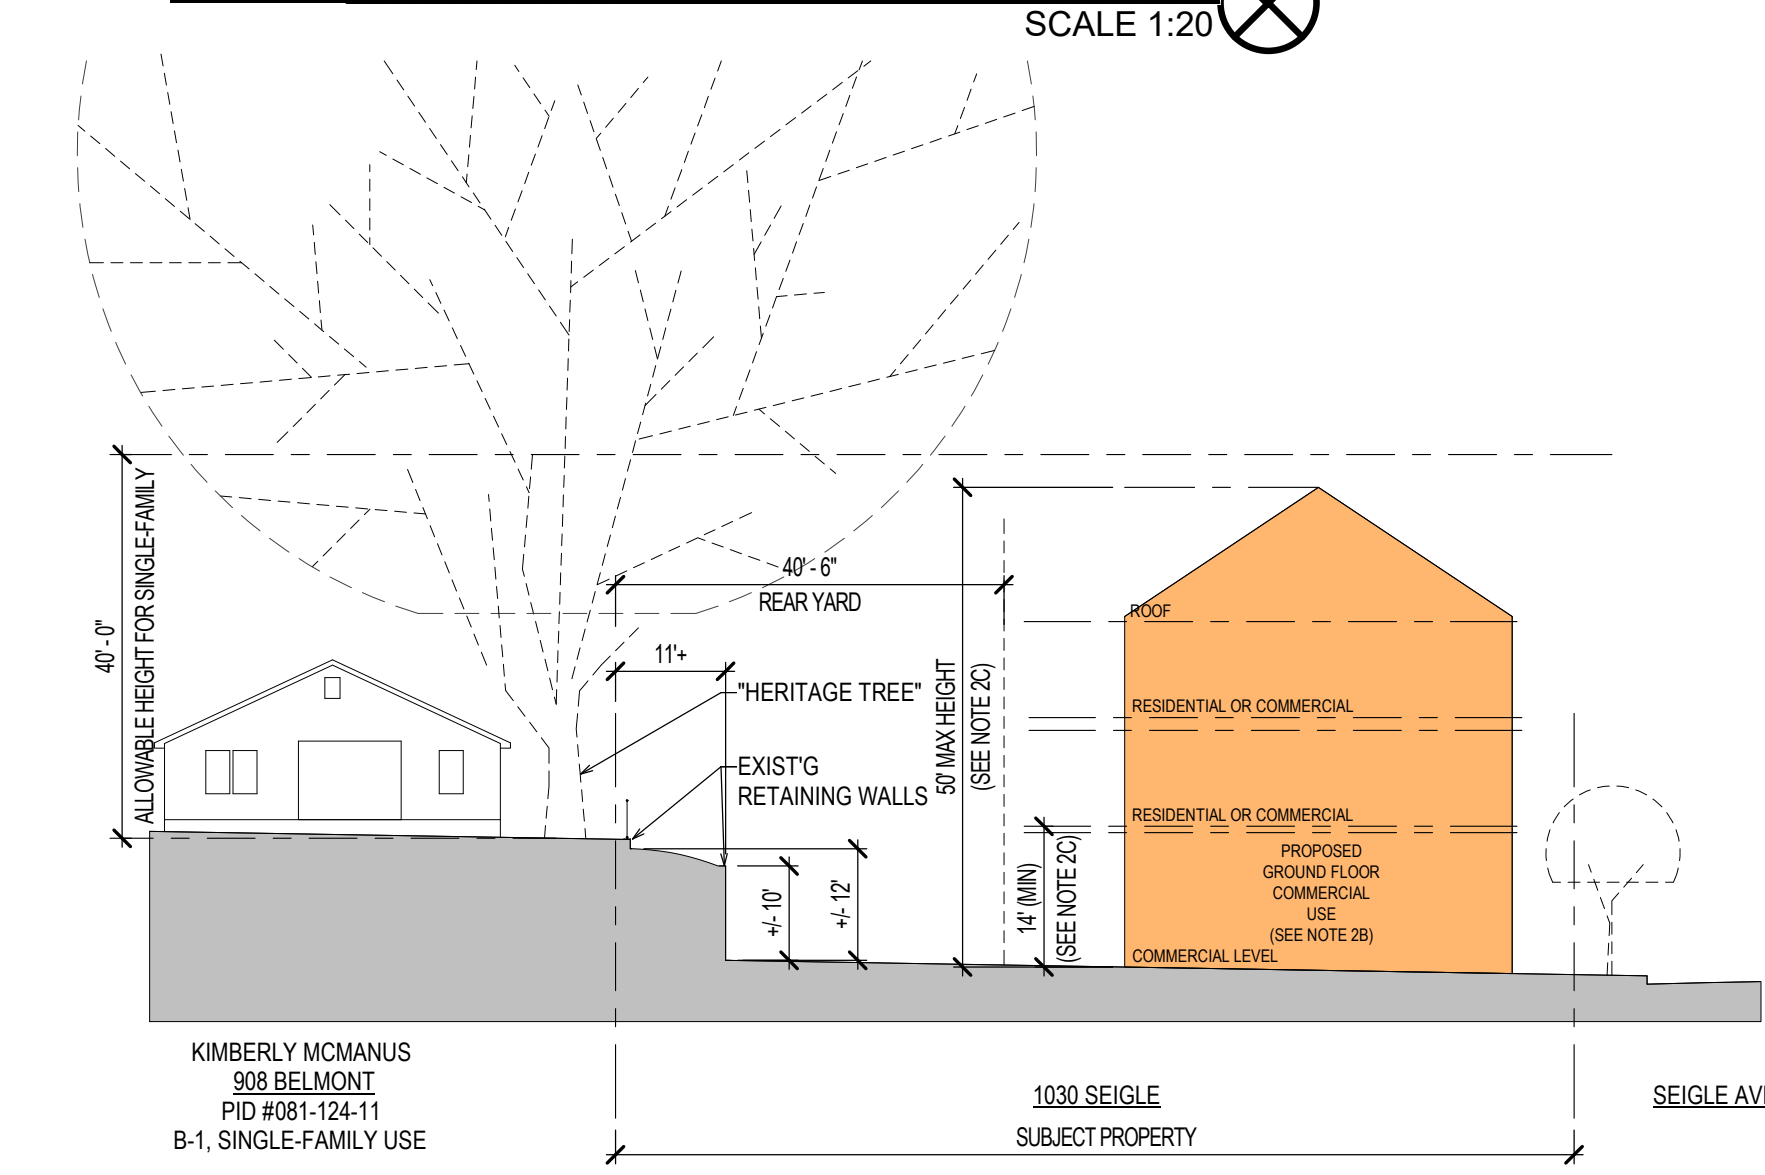 SCALE 1:20
40' - 0"
ALLOWABLE HEIGHT FOR SINGLE-FAMILY
40' - 6"
REAR YARD
11'+
"HERITAGE TREE"
EXIST'G
RETAINING WALLS
+/- 10'
+/- 12'
50' MAX HEIGHT
(SEE NOTE 2C)
14' (MIN)
(SEE NOTE 2C)
ROOF
RESIDENTIAL OR COMMERCIAL
RESIDENTIAL OR COMMERCIAL
PROPOSED
GROUND FLOOR
COMMERCIAL
USE
(SEE NOTE 2B)
COMMERCIAL LEVEL
KIMBERLY MCMANUS
908 BELMONT
PID #081-124-11
B-1, SINGLE-FAMILY USE
1030 SEIGLE
SUBJECT PROPERTY
SEIGLE AV